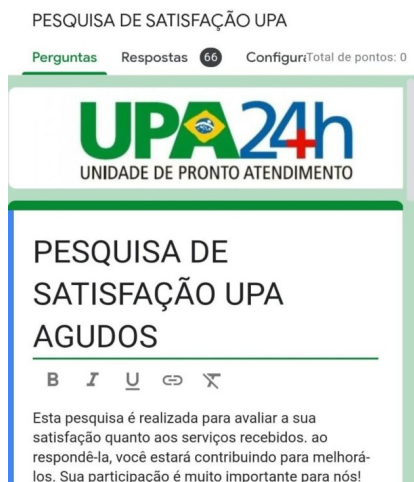 PESQUISA DE SATISFAÇÃO UPA
Perguntas Respostas 66 Configura Total de pontos: 0
UPA24h
UNIDADE DE PRONTO ATENDIMENTO
PESQUISA DE
SATISFAÇÃO UPA
AGUDOS
B I U
Esta pesquisa é realizada para avaliar a sua
satisfação quanto aos serviços recebidos. ao
respondê-la, você estará contribuindo para melhorá-
los. Sua participação é muito importante para nós!